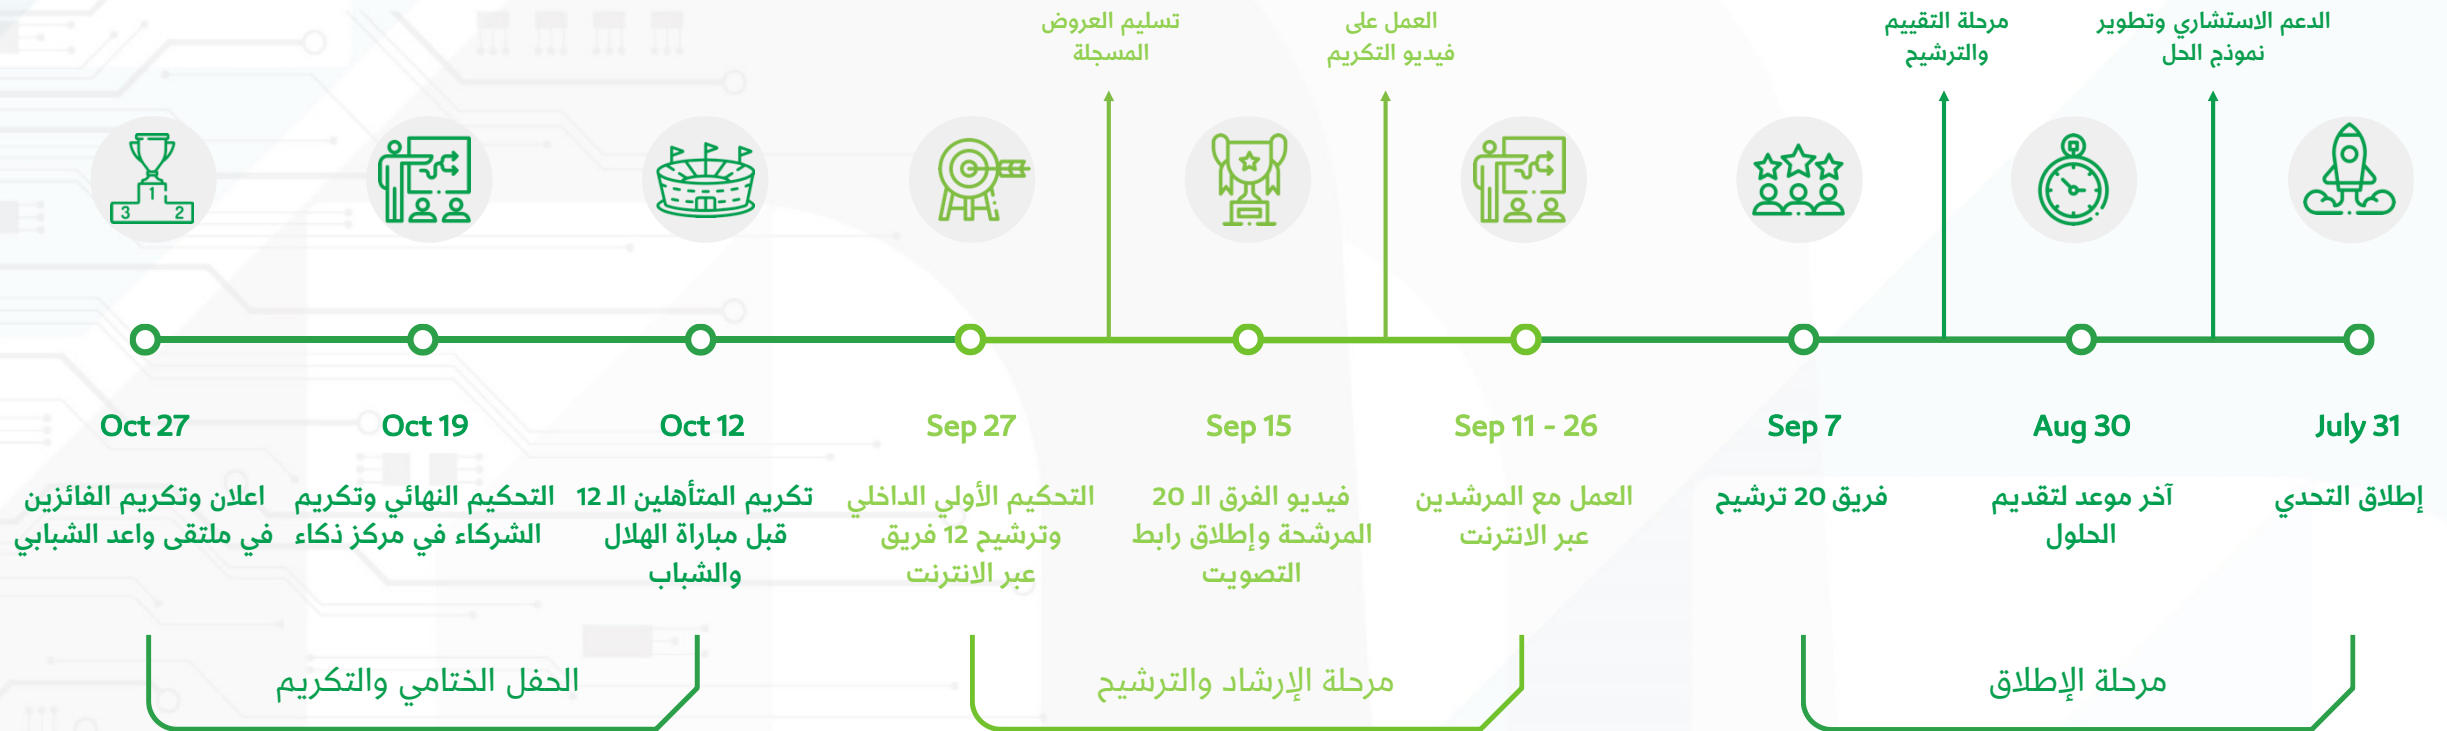 الدعم الاستشاري وتطوير
نموذج الحل
مرحلة التقييم
والترشيح
العمل على
فيديو التكريم
تسليم العروض
المسجلة
1
2
3
July 31
إطلاق التحدي
Aug 30
آخر موعد لتقديم
الحلول
Sep 7
فريق 20 ترشيح
Sep 11 - 26
العمل مع المرشدين
عبر الانترنت
Sep 15
فيديو الفرق الـ 20
المرشحة وإطلاق رابط
التصويت
Sep 27
التحكيم الأولي الداخلي
وترشيح 12 فريق
عبر الانترنت
Oct 12
تكريم المتأهلين الـ 12
قبل مباراة الهلال
والشباب
Oct 19
التحكيم النهائي وتكريم
الشركاء في مركز ذكاء
Oct 27
اعلان وتكريم الفائزين
في ملتقى واعد الشبابي
مرحلة الإطلاق
مرحلة الإرشاد والترشيح
الحفل الختامي والتكريم